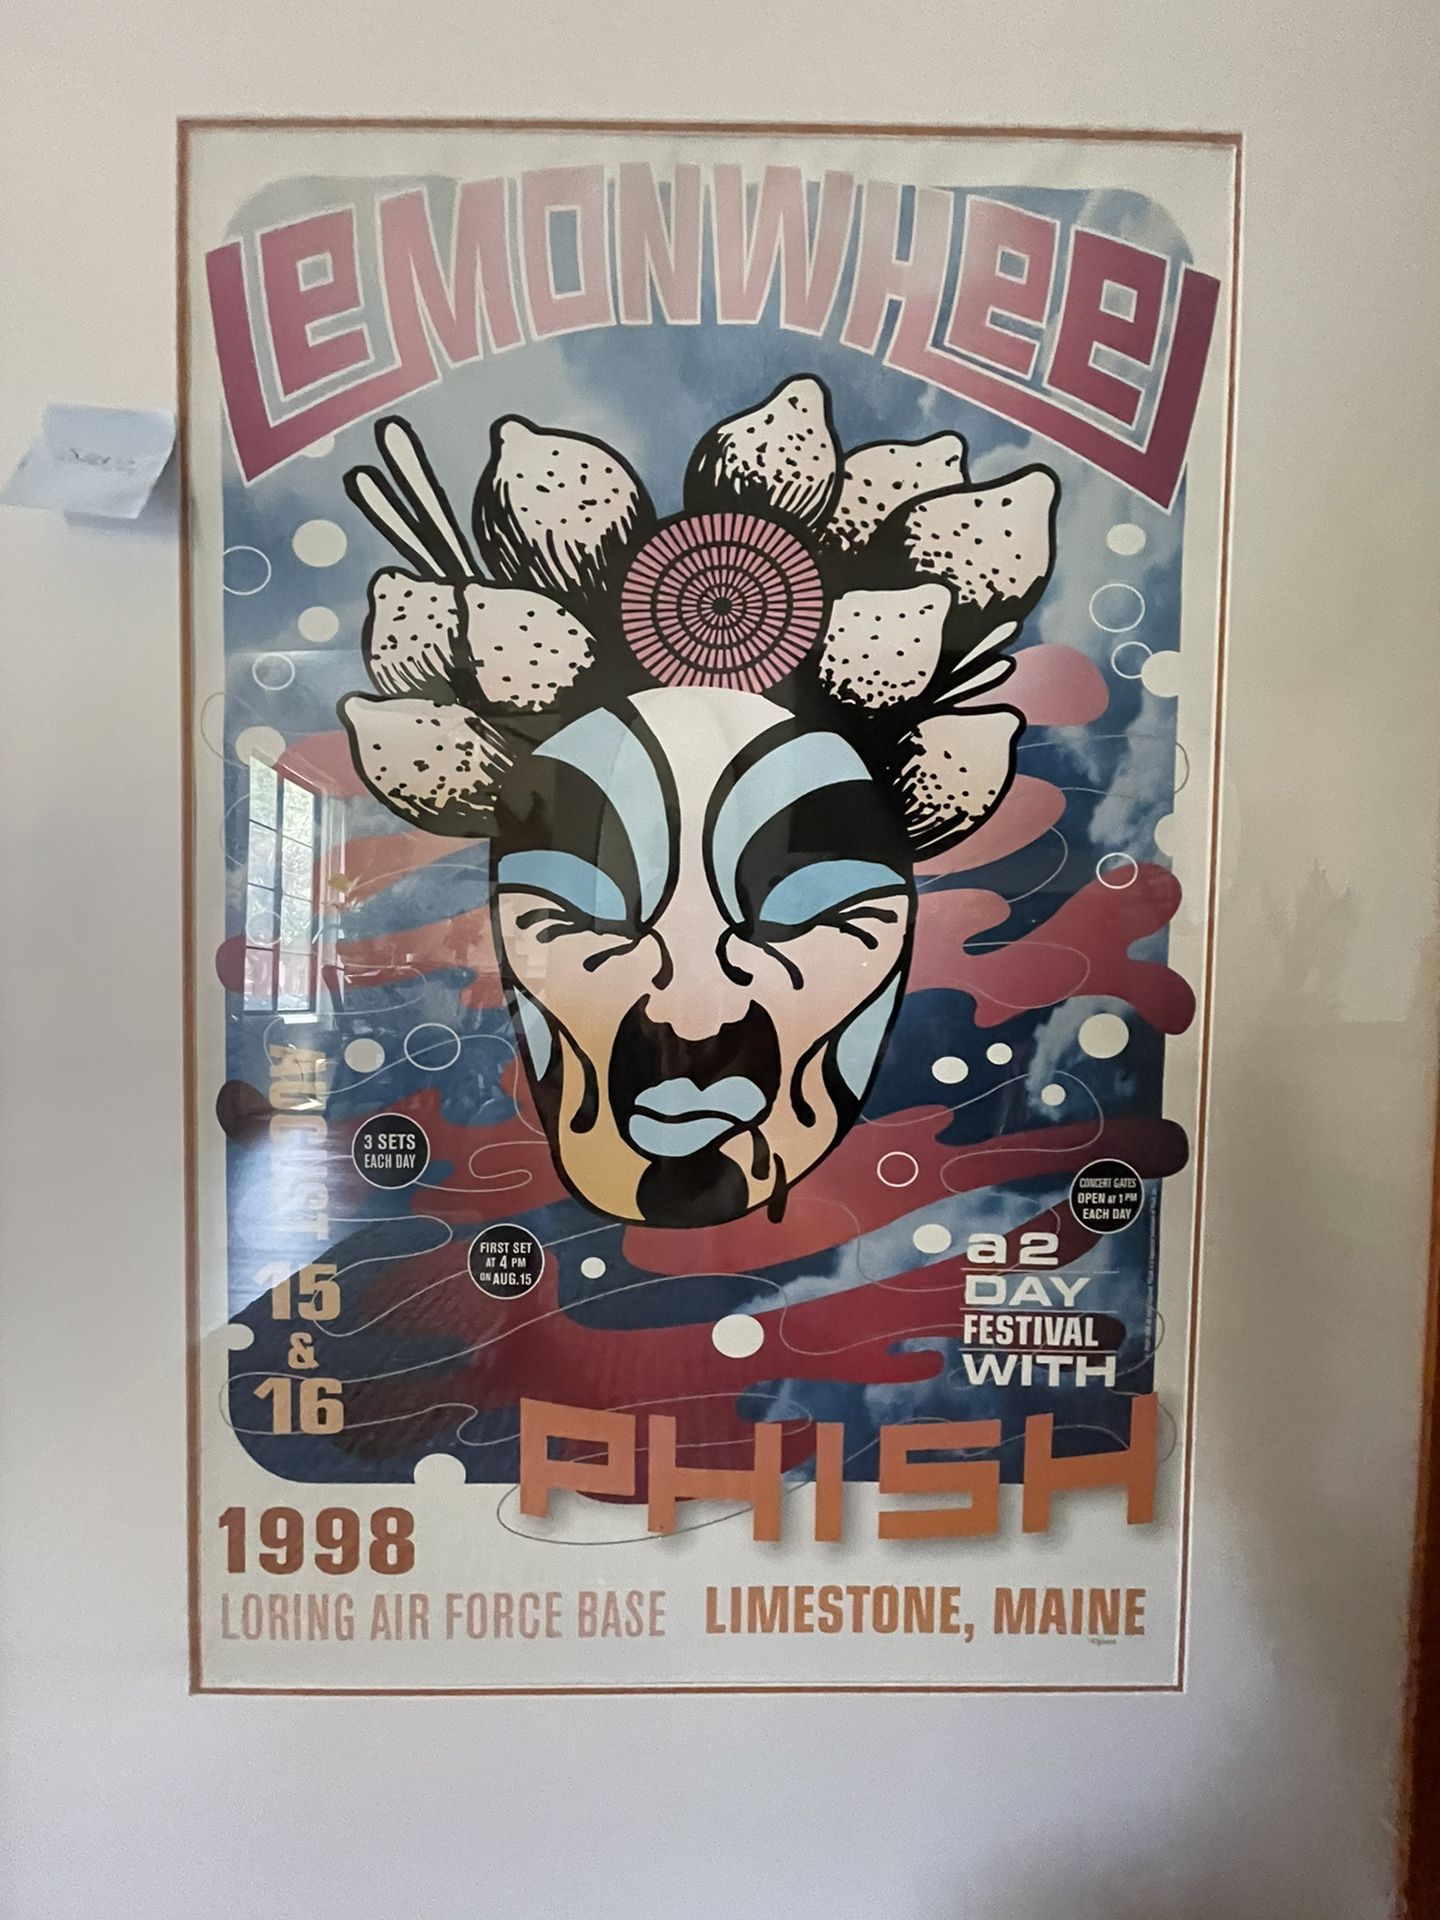 LEMONWHEEL
AUGUST
15
&
16
3 SETS
EACH DAY
FIRST SET
AT 4 PM
ON AUG.15
CONCERT GATES
OPEN AT 1 PM
EACH DAY
a 2
DAY
FESTIVAL
WITH
PHISH
1998
LORING AIR FORCE BASE LIMESTONE, MAINE